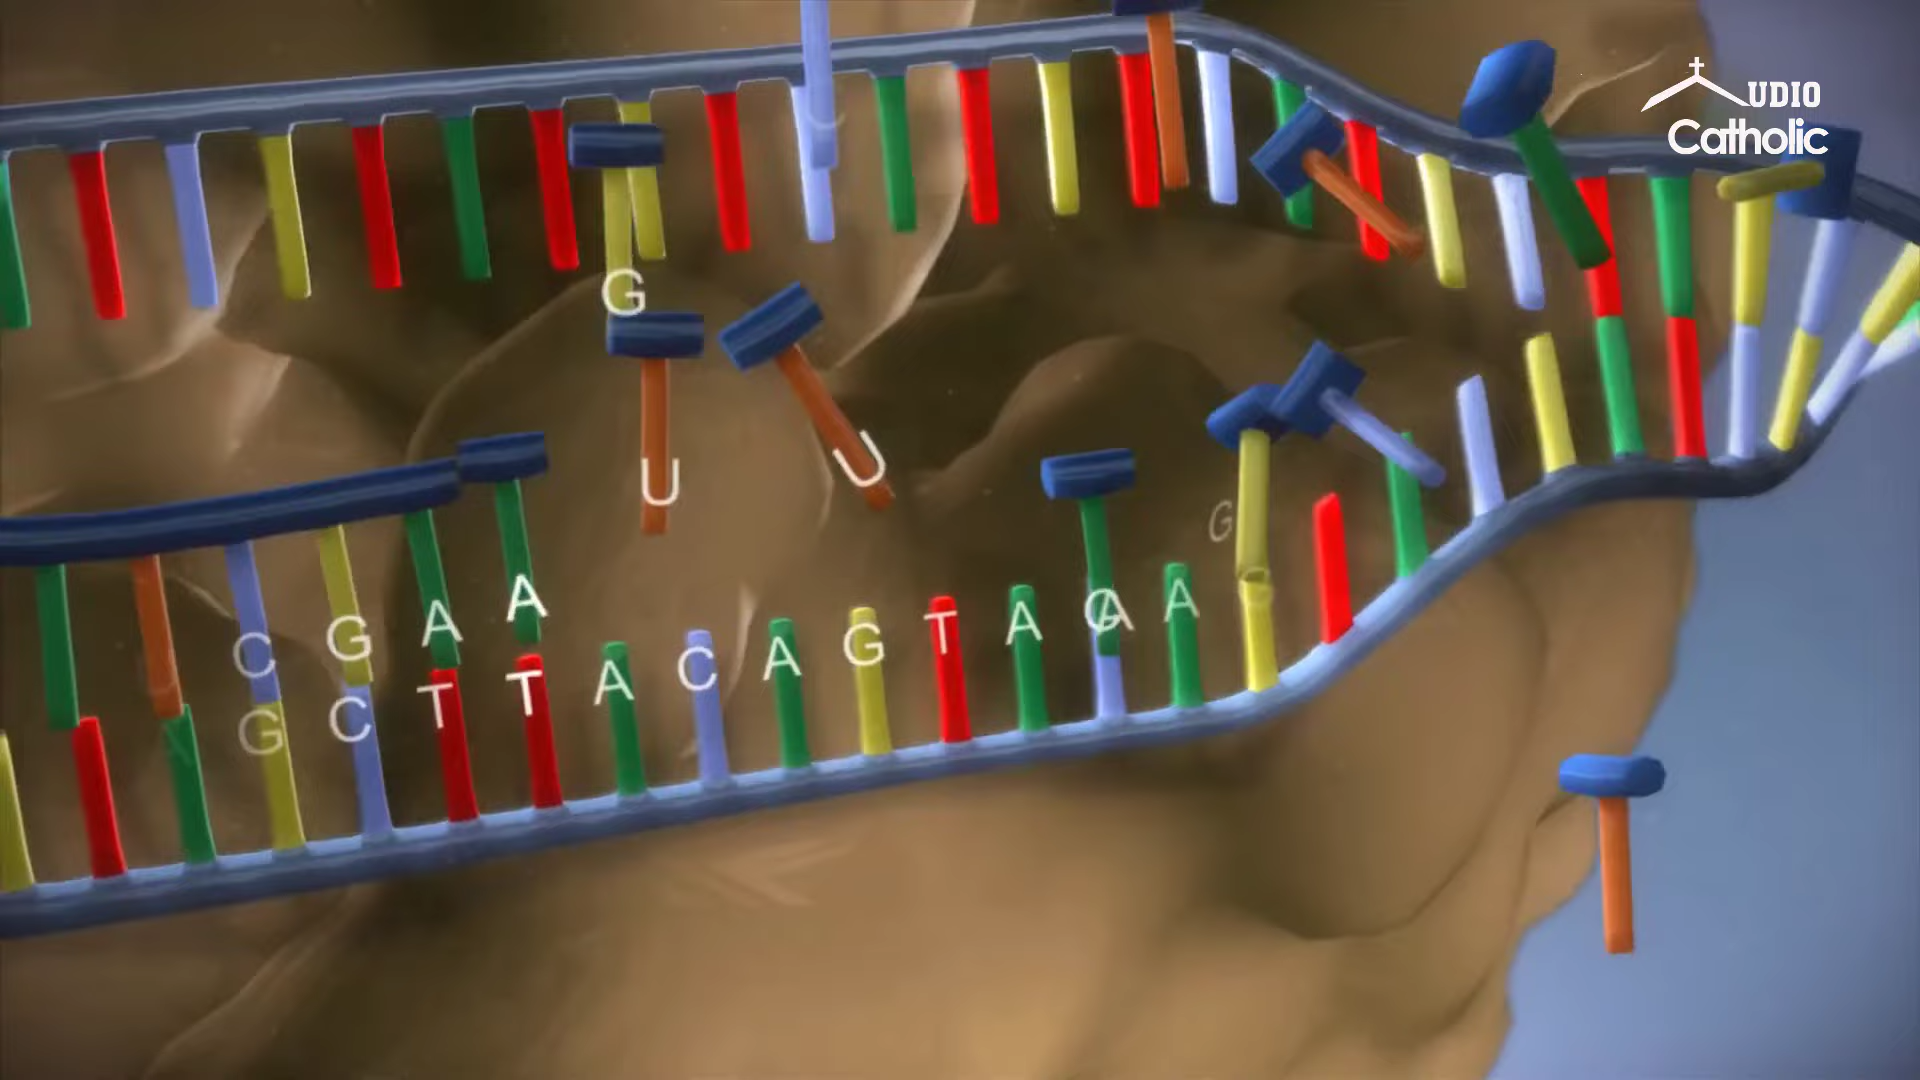 UDIO
Catholic
G
U U
C G A A
G C T T A C A G T A C A G
A